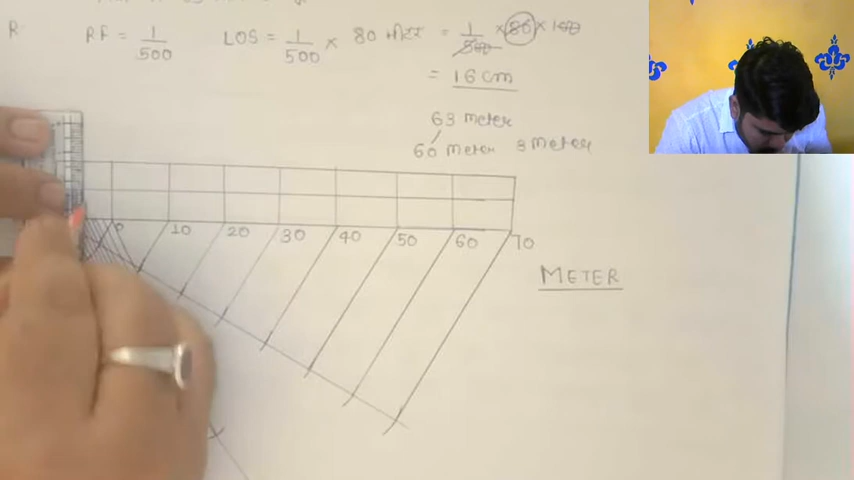 R RF = 1/500 LOS = 1/500 × 80 मीटर = 1/500 × 80 × 100
= 16 cm
63 meter
60 meter 3 meter
0 10 20 30 40 50 60 70
METER